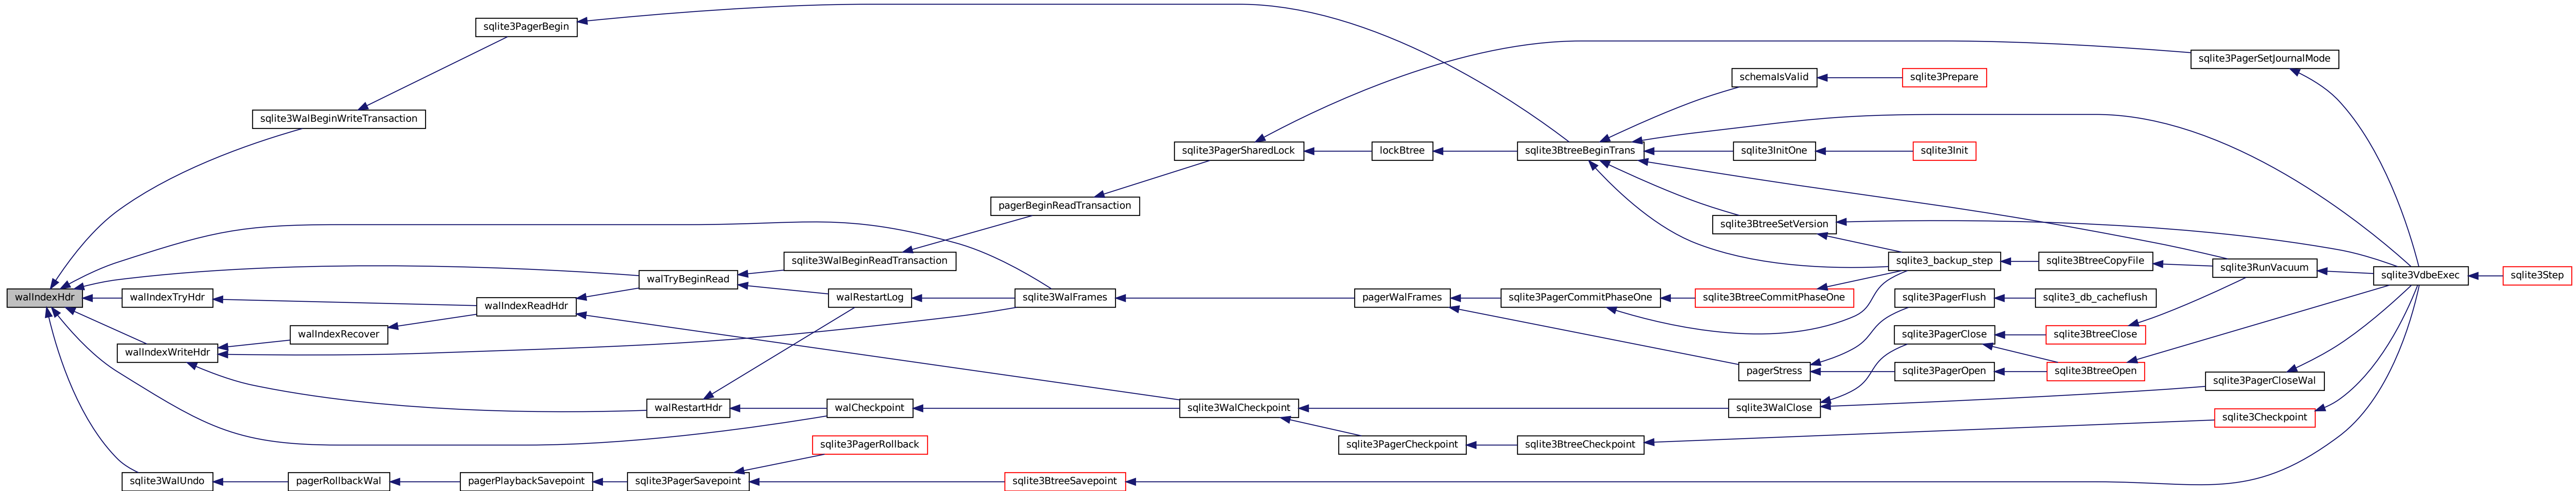 sqlite3PagerBegin
sqlite3PagerSetJournalMode
schemaIsValid
sqlite3Prepare
sqlite3WalBeginWriteTransaction
sqlite3PagerSharedLock
lockBtree
sqlite3BtreeBeginTrans
sqlite3InitOne
sqlite3Init
pagerBeginReadTransaction
sqlite3BtreeSetVersion
sqlite3WalBeginReadTransaction
sqlite3_backup_step
sqlite3BtreeCopyFile
sqlite3RunVacuum
sqlite3VdbeExec
sqlite3Step
walTryBeginRead
walIndexHdr
walIndexTryHdr
walIndexReadHdr
walRestartLog
sqlite3WalFrames
pagerWalFrames
sqlite3PagerCommitPhaseOne
sqlite3BtreeCommitPhaseOne
sqlite3PagerFlush
sqlite3_db_cacheflush
walIndexRecover
sqlite3PagerClose
sqlite3BtreeClose
walIndexWriteHdr
pagerStress
sqlite3PagerOpen
sqlite3BtreeOpen
sqlite3PagerCloseWal
walRestartHdr
walCheckpoint
sqlite3WalCheckpoint
sqlite3WalClose
sqlite3Checkpoint
sqlite3PagerRollback
sqlite3PagerCheckpoint
sqlite3BtreeCheckpoint
sqlite3WalUndo
pagerRollbackWal
pagerPlaybackSavepoint
sqlite3PagerSavepoint
sqlite3BtreeSavepoint